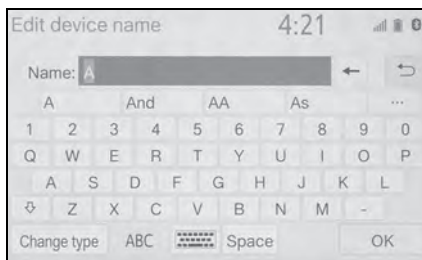 Edit device name 4:21
Name: A
A And AA As ...
1 2 3 4 5 6 7 8 9 0
Q W E R T Y U I O P
A S D F G H J K L
Z X C V B N M -
Change type ABC Space OK